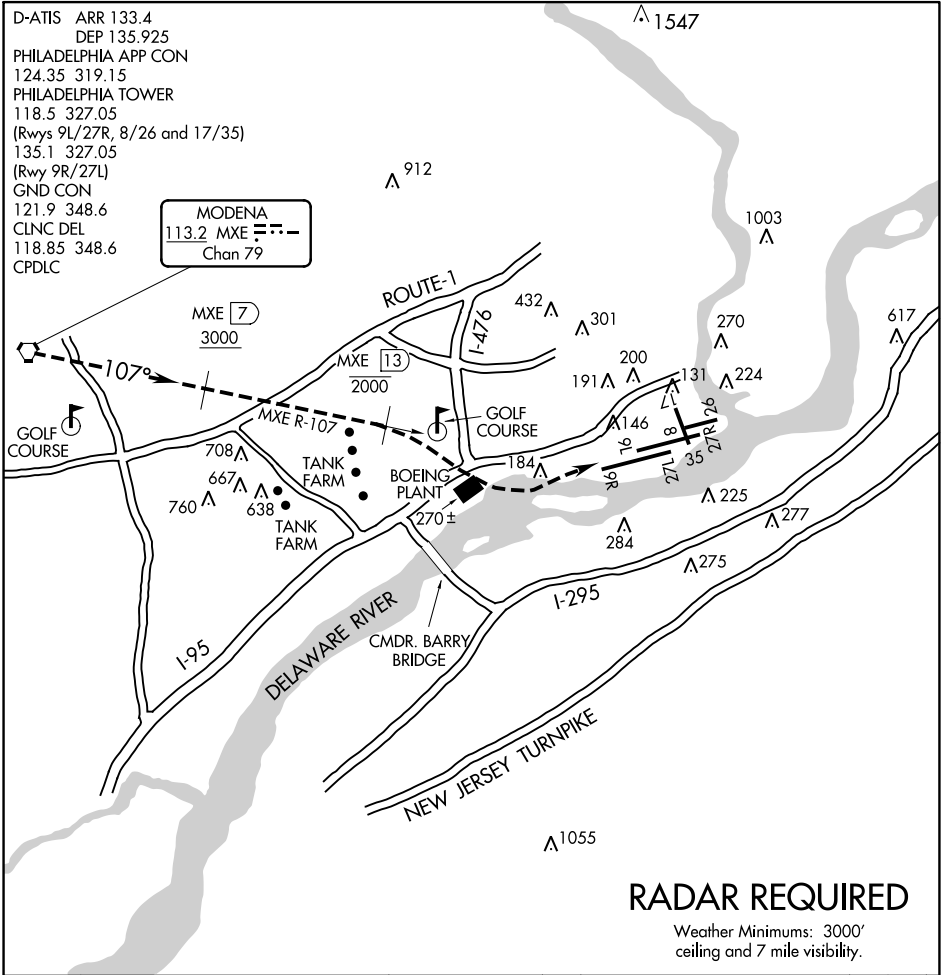 D-ATIS ARR 133.4
DEP 135.925
PHILADELPHIA APP CON
124.35 319.15
PHILADELPHIA TOWER
118.5 327.05
(Rwys 9L/27R, 8/26 and 17/35)
135.1 327.05
(Rwy 9R/27L)
GND CON
121.9 348.6
CLNC DEL
118.85 348.6
CPDLC
1547
912
MODENA
113.2 MXE
Chan 79
1003
ROUTE-1
I-476
432
301
270
617
MXE 7
3000
MXE 13
2000
107°
MXE R-107
191
200
131
224
GOLF
COURSE
GOLF
COURSE
146
17
8
26
9L
27R
35
27L
9R
708
667
760
638
TANK
FARM
TANK
FARM
BOEING
PLANT
270 ±
184
225
277
284
275
I-295
I-95
DELAWARE RIVER
CMDR. BARRY
BRIDGE
NEW JERSEY TURNPIKE
1055
RADAR REQUIRED
Weather Minimums: 3000'
ceiling and 7 mile visibility.